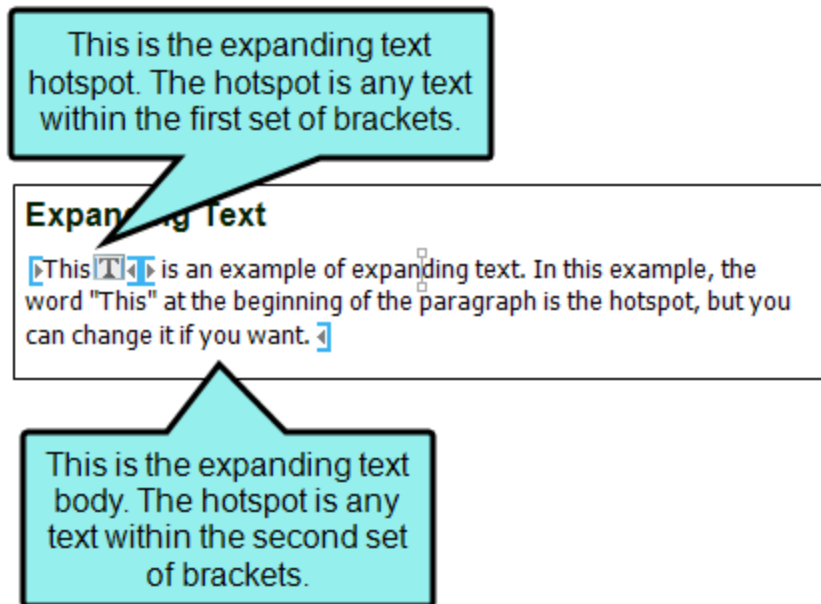 This is the expanding text
hotspot. The hotspot is any text
within the first set of brackets.
Expanding Text
This T is an example of expanding text. In this example, the
word "This" at the beginning of the paragraph is the hotspot, but you
can change it if you want.
This is the expanding text
body. The hotspot is any
text within the second set
of brackets.